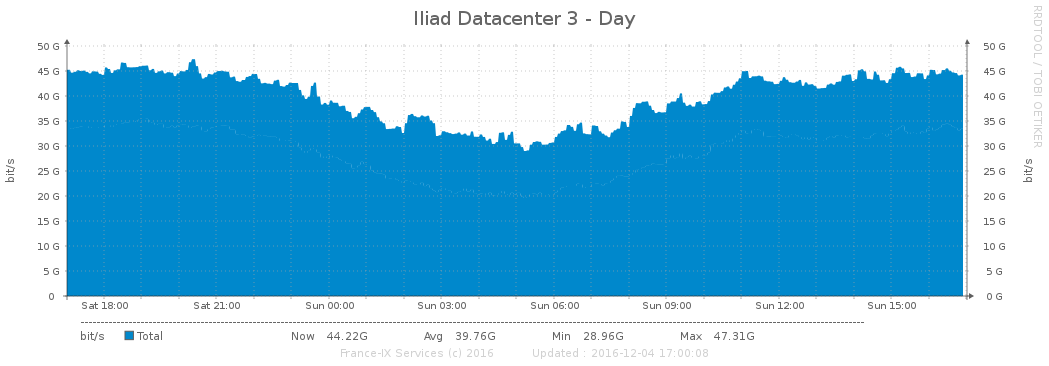 Iliad Datacenter 3 - Day
RRDTOOL / TOBI OETIKER
50 G 50 G
45 G 45 G
40 G 40 G
35 G 35 G
30 G 30 G
25 G 25 G
20 G 20 G
15 G 15 G
10 G 10 G
5 G 5 G
0 0 G
bit/s bit/s
Sat 18:00 Sat 21:00 Sun 00:00 Sun 03:00 Sun 06:00 Sun 09:00 Sun 12:00 Sun 15:00
bit/s Total Now 44.22G Avg 39.76G Min 28.96G Max 47.31G
France-IX Services (c) 2016 Updated : 2016-12-04 17:00:08